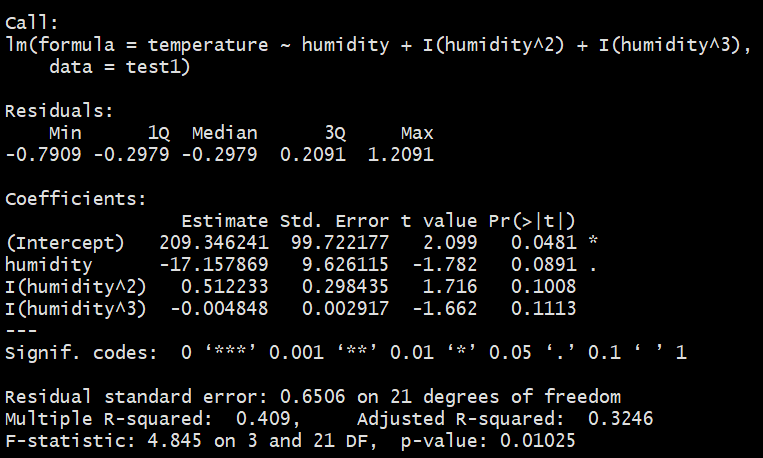 Call:
lm(formula = temperature ~ humidity + I(humidity^2) + I(humidity^3),
    data = test1)
Residuals:
    Min      1Q  Median      3Q     Max
-0.7909 -0.2979 -0.2979  0.2091  1.2091
Coefficients:
                Estimate Std. Error t value Pr(>|t|)
(Intercept)   209.346241  99.722177   2.099   0.0481 *
humidity      -17.157869   9.626115  -1.782   0.0891 .
I(humidity^2)   0.512233   0.298435   1.716   0.1008
I(humidity^3)  -0.004848   0.002917  -1.662   0.1113
---
Signif. codes:  0 ‘***’ 0.001 ‘**’ 0.01 ‘*’ 0.05 ‘.’ 0.1 ‘ ’ 1
Residual standard error: 0.6506 on 21 degrees of freedom
Multiple R-squared:  0.409,     Adjusted R-squared:  0.3246
F-statistic: 4.845 on 3 and 21 DF,  p-value: 0.01025